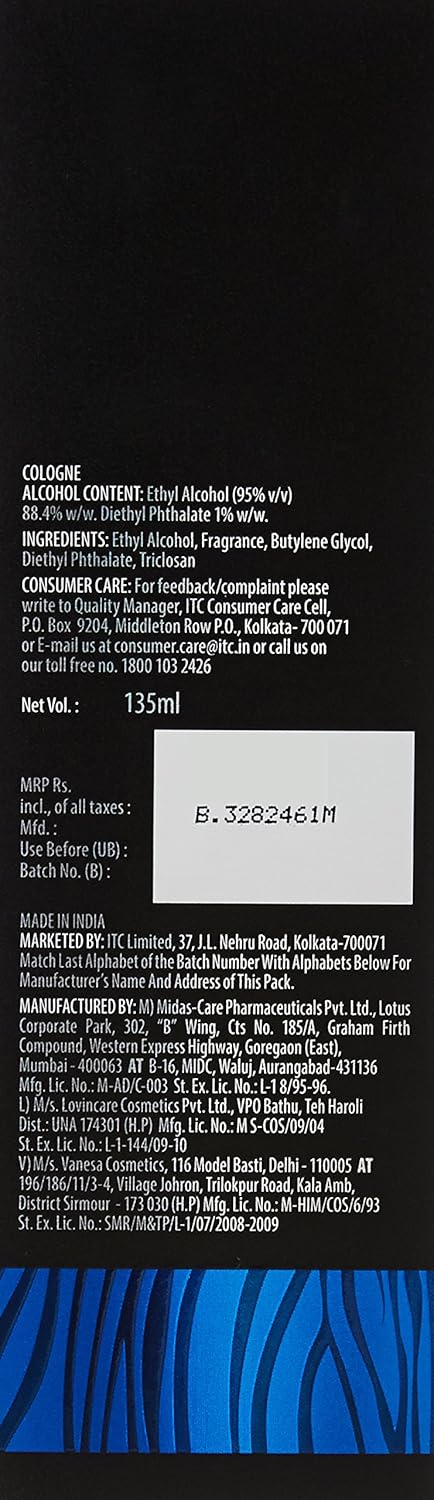 COLOGNE
ALCOHOL CONTENT: Ethyl Alcohol (95% v/v)
88.4% w/w. Diethyl Phthalate 1% w/w.
INGREDIENTS: Ethyl Alcohol, Fragrance, Butylene Glycol,
Diethyl Phthalate, Triclosan
CONSUMER CARE: For feedback/complaint please
write to Quality Manager, ITC Consumer Care Cell,
P.O. Box 9204, Middleton Row P.O., Kolkata- 700 071
or E-mail us at consumer.care@itc.in or call us on
our toll free no. 1800 103 2426
Net Vol. : 135ml
MRP Rs.
incl., of all taxes :
Mfd. :
Use Before (UB) :
Batch No. (B) :
B.3282461M
MADE IN INDIA
MARKETED BY: ITC Limited, 37, J.L. Nehru Road, Kolkata-700071
Match Last Alphabet of the Batch Number With Alphabets Below For
Manufacturer's Name And Address of This Pack.
MANUFACTURED BY: M) Midas-Care Pharmaceuticals Pvt. Ltd., Lotus
Corporate Park, 302, "B" Wing, Cts No. 185/A, Graham Firth
Compound, Western Express Highway, Goregaon (East),
Mumbai - 400063 AT B-16, MIDC, Waluj, Aurangabad-431136
Mfg. Lic. No.: M-AD/C-003 St. Ex. Lic. No.: L-1 8/95-96.
L) M/s. Lovincare Cosmetics Pvt. Ltd., VPO Bathu, Teh Haroli
Dist.: UNA 174301 (H.P) Mfg. Lic. No.: M S-COS/09/04
St. Ex. Lic. No.: L-1-144/09-10
V) M/s. Vanesa Cosmetics, 116 Model Basti, Delhi - 110005 AT
196/186/11/3-4, Village Johron, Trilokpur Road, Kala Amb,
District Sirmour - 173 030 (H.P) Mfg. Lic. No.: M-HIM/COS/6/93
St. Ex. Lic. No.: SMR/M&TP/L-1/07/2008-2009